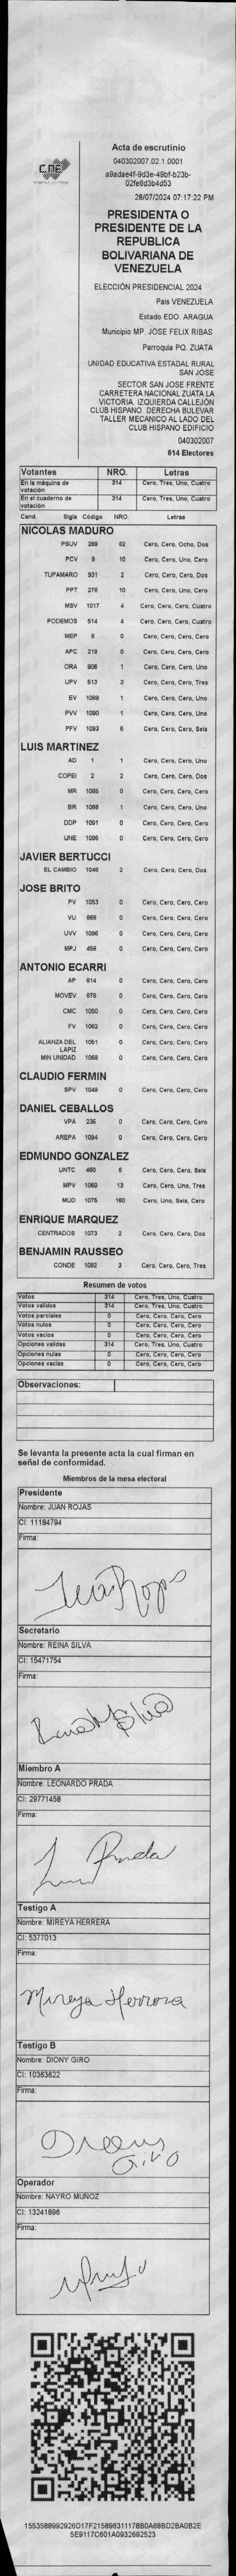 CNE
Acta de escrutinio
040302007.02.1.0001
a9adae4f-9d3e-49bf-b23b-
02fe6d3b4d53
28/07/2024 07:17:22 PM
PRESIDENTA O
PRESIDENTE DE LA
REPUBLICA
BOLIVARIANA DE
VENEZUELA
ELECCIÓN PRESIDENCIAL 2024
Pais VENEZUELA
Estado EDO. ARAGUA
Municipio MP. JOSE FELIX RIBAS
Parroquia PQ. ZUATA
UNIDAD EDUCATIVA ESTADAL RURAL
SAN JOSE
SECTOR SAN JOSE FRENTE
CARRETERA NACIONAL ZUATA LA
VICTORIA. IZQUIERDA CALLEJÓN
CLUB HISPANO. DERECHA BULEVAR
TALLER MECANICO AL LADO DEL
CLUB HISPANO EDIFICIO
040302007
614 Electores
Votantes NRO. Letras
En la máquina de votación 314 Cero, Tres, Uno, Cuatro
En el cuaderno de votación 314 Cero, Tres, Uno, Cuatro
Cand. Sigla Código NRO. Letras
NICOLAS MADURO
PSUV 269 82 Cero, Cero, Ocho, Dos
PCV 9 10 Cero, Cero, Uno, Cero
TUPAMARO 931 2 Cero, Cero, Cero, Dos
PPT 276 10 Cero, Cero, Uno, Cero
MSV 1017 4 Cero, Cero, Cero, Cuatro
PODEMOS 514 4 Cero, Cero, Cero, Cuatro
MEP 6 0 Cero, Cero, Cero, Cero
APC 219 0 Cero, Cero, Cero, Cero
ORA 906 1 Cero, Cero, Cero, Uno
UPV 513 3 Cero, Cero, Cero, Tres
EV 1089 1 Cero, Cero, Cero, Uno
PVV 1090 1 Cero, Cero, Cero, Uno
PFV 1093 6 Cero, Cero, Cero, Seis
LUIS MARTINEZ
AD 1 1 Cero, Cero, Cero, Uno
COPEI 2 2 Cero, Cero, Cero, Dos
MR 1065 0 Cero, Cero, Cero, Cero
BR 1088 1 Cero, Cero, Cero, Uno
DDP 1091 0 Cero, Cero, Cero, Cero
UNE 1095 0 Cero, Cero, Cero, Cero
JAVIER BERTUCCI
EL CAMBIO 1048 2 Cero, Cero, Cero, Dos
JOSE BRITO
PV 1053 0 Cero, Cero, Cero, Cero
VU 868 0 Cero, Cero, Cero, Cero
UVV 1096 0 Cero, Cero, Cero, Cero
MPJ 458 0 Cero, Cero, Cero, Cero
ANTONIO ECARRI
AP 814 0 Cero, Cero, Cero, Cero
MOVEV 878 0 Cero, Cero, Cero, Cero
CMC 1050 0 Cero, Cero, Cero, Cero
FV 1062 0 Cero, Cero, Cero, Cero
ALIANZA DEL LÁPIZ 1051 0 Cero, Cero, Cero, Cero
MIN UNIDAD 1068 0 Cero, Cero, Cero, Cero
CLAUDIO FERMIN
SPV 1049 0 Cero, Cero, Cero, Cero
DANIEL CEBALLOS
VPA 236 0 Cero, Cero, Cero, Cero
AREPA 1094 0 Cero, Cero, Cero, Cero
EDMUNDO GONZALEZ
UNTC 460 6 Cero, Cero, Cero, Seis
MPV 1069 13 Cero, Cero, Uno, Tres
MUD 1075 160 Cero, Uno, Seis, Cero
ENRIQUE MARQUEZ
CENTRADOS 1073 2 Cero, Cero, Cero, Dos
BENJAMIN RAUSSEO
CONDE 1092 3 Cero, Cero, Cero, Tres
Resumen de votos
Votos 314 Cero, Tres, Uno, Cuatro
Votos validos 314 Cero, Tres, Uno, Cuatro
Votos parciales 0 Cero, Cero, Cero, Cero
Votos nulos 0 Cero, Cero, Cero, Cero
Votos vacios 0 Cero, Cero, Cero, Cero
Opciones validas 314 Cero, Tres, Uno, Cuatro
Opciones nulas 0 Cero, Cero, Cero, Cero
Opciones vacias 0 Cero, Cero, Cero, Cero
Observaciones:
Se levanta la presente acta la cual firman en
señal de conformidad.
Miembros de la mesa electoral
Presidente
Nombre: JUAN ROJAS
CI: 11184794
Firma:
Juan Rojas
Secretario
Nombre: REINA SILVA
CI: 15471754
Firma:
Miembro A
Nombre: LEONARDO PRADA
CI: 29771458
Firma:
Prada
Testigo A
Nombre: MIREYA HERRERA
CI: 5377013
Firma:
Mireya Herrera
Testigo B
Nombre: DIONY GIRO
CI: 10363622
Firma:
Giro
Operador
Nombre: NAYRO MUÑOZ
CI: 13241896
Firma:
1553588992926D17F215896311178B0A68BD2BA0B2E
5E9117C601A0932692523